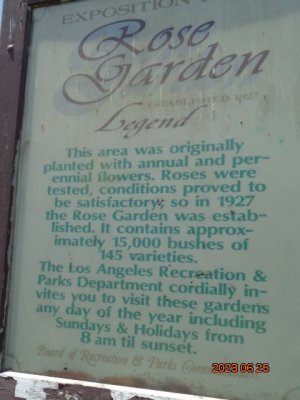 EXPOSITION
Rose
Garden
ESTABLISHED 1927
Legend
This area was originally
planted with annual and per-
ennial flowers. Roses were
tested, conditions proved to
be satisfactory; so in 1927
the Rose Garden was estab-
lished. It contains approx-
imately 15,000 bushes of
145 varieties.
The Los Angeles Recreation &
Parks Department cordially in-
vites you to visit these gardens
any day of the year including
Sundays & Holidays from
8 am til sunset.
Board of Recreation & Parks Commissioners
2023 06 25